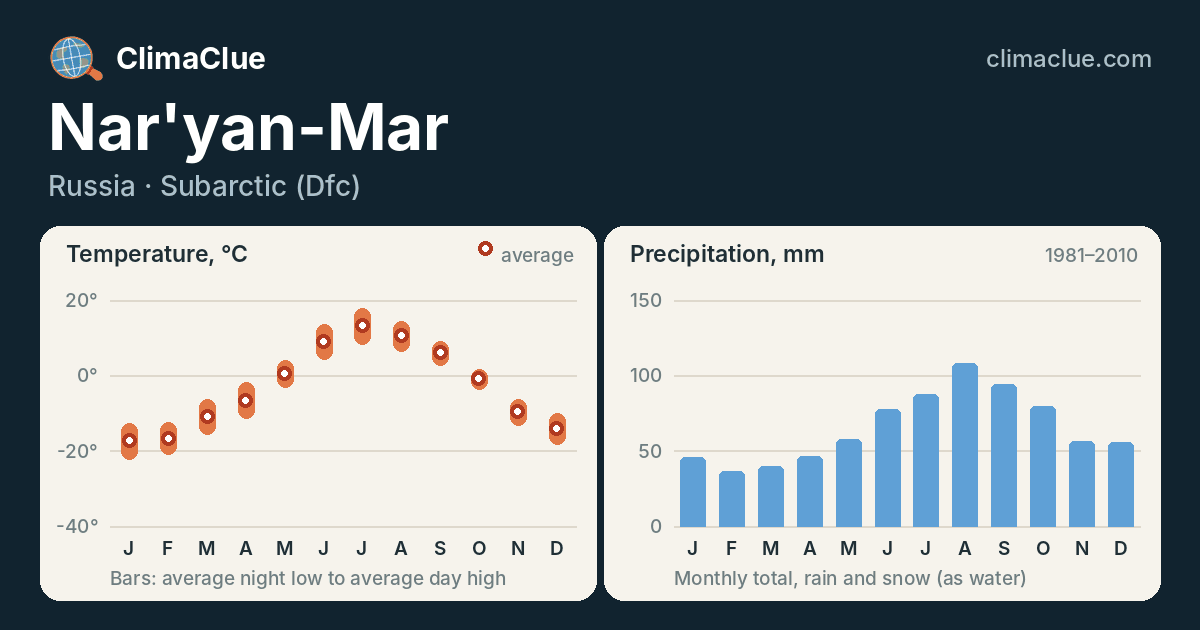 ClimaClue
climaclue.com
Nar'yan-Mar
Russia · Subarctic (Dfc)
Temperature, °C
average
20°
0°
-20°
-40°
J F M A M J J A S O N D
Bars: average night low to average day high
Precipitation, mm
1981–2010
150
100
50
0
J F M A M J J A S O N D
Monthly total, rain and snow (as water)